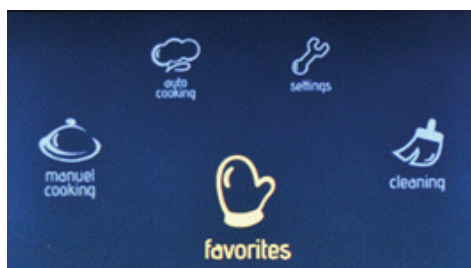 auto
cooking
settings
manuel
cooking
cleaning
favorites